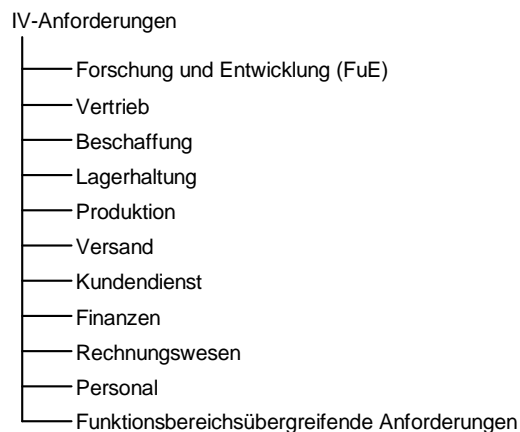 IV-Anforderungen
Forschung und Entwicklung (FuE)
Vertrieb
Beschaffung
Lagerhaltung
Produktion
Versand
Kundendienst
Finanzen
Rechnungswesen
Personal
Funktionsbereichsübergreifende Anforderungen